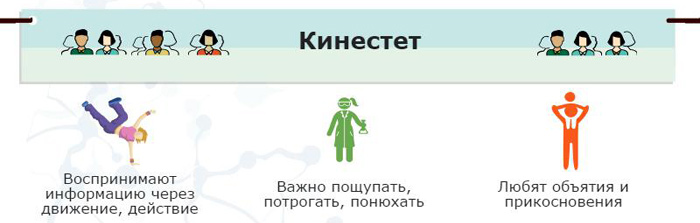 Кинестет
Воспринимают
информацию через
движение, действие
Важно пощупать,
потрогать, понюхать
Любят объятия и
прикосновения